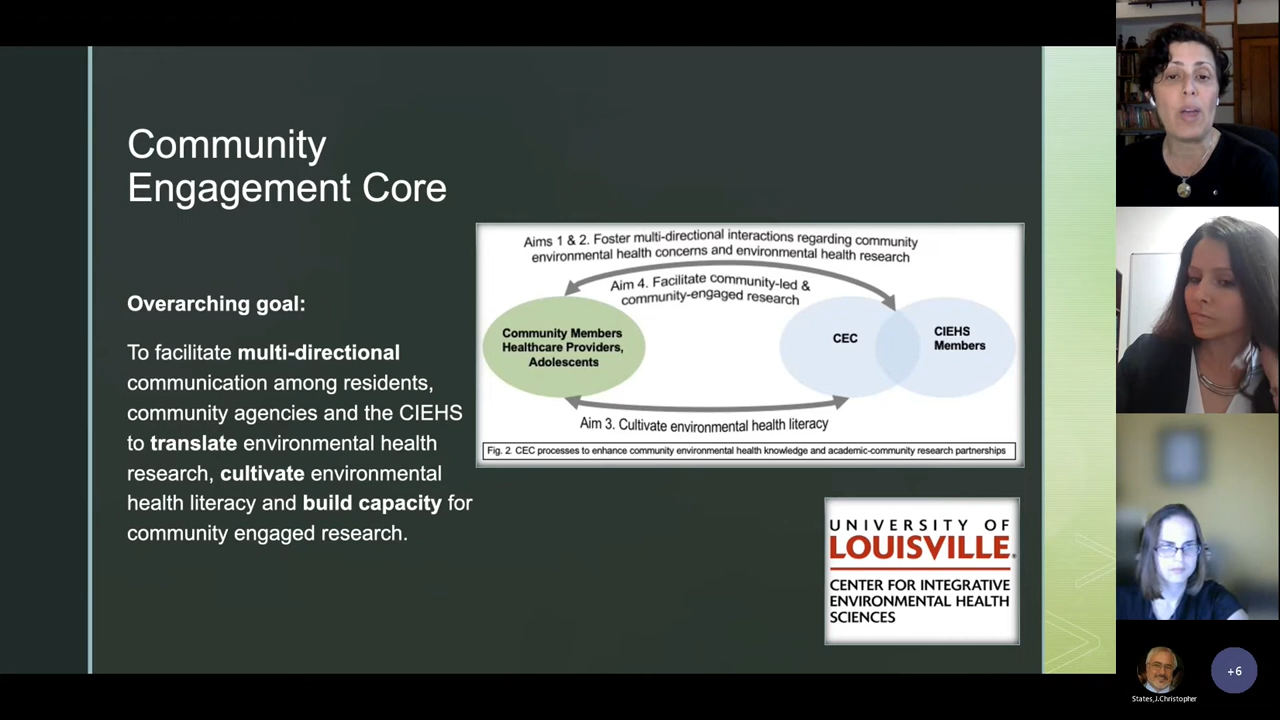 Community
Engagement Core
Overarching goal:
To facilitate multi-directional
communication among residents,
community agencies and the CIEHS
to translate environmental health
research, cultivate environmental
health literacy and build capacity for
community engaged research.
Aims 1 & 2. Foster multi-directional interactions regarding community
environmental health concerns and environmental health research
Aim 4. Facilitate community-led &
community-engaged research
Community Members
Healthcare Providers,
Adolescents
CEC
CIEHS
Members
Aim 3. Cultivate environmental health literacy
Fig. 2. CEC processes to enhance community environmental health knowledge and academic-community research partnerships
UNIVERSITY OF
LOUISVILLE.
CENTER FOR INTEGRATIVE
ENVIRONMENTAL HEALTH
SCIENCES
+6
States,J.Christopher